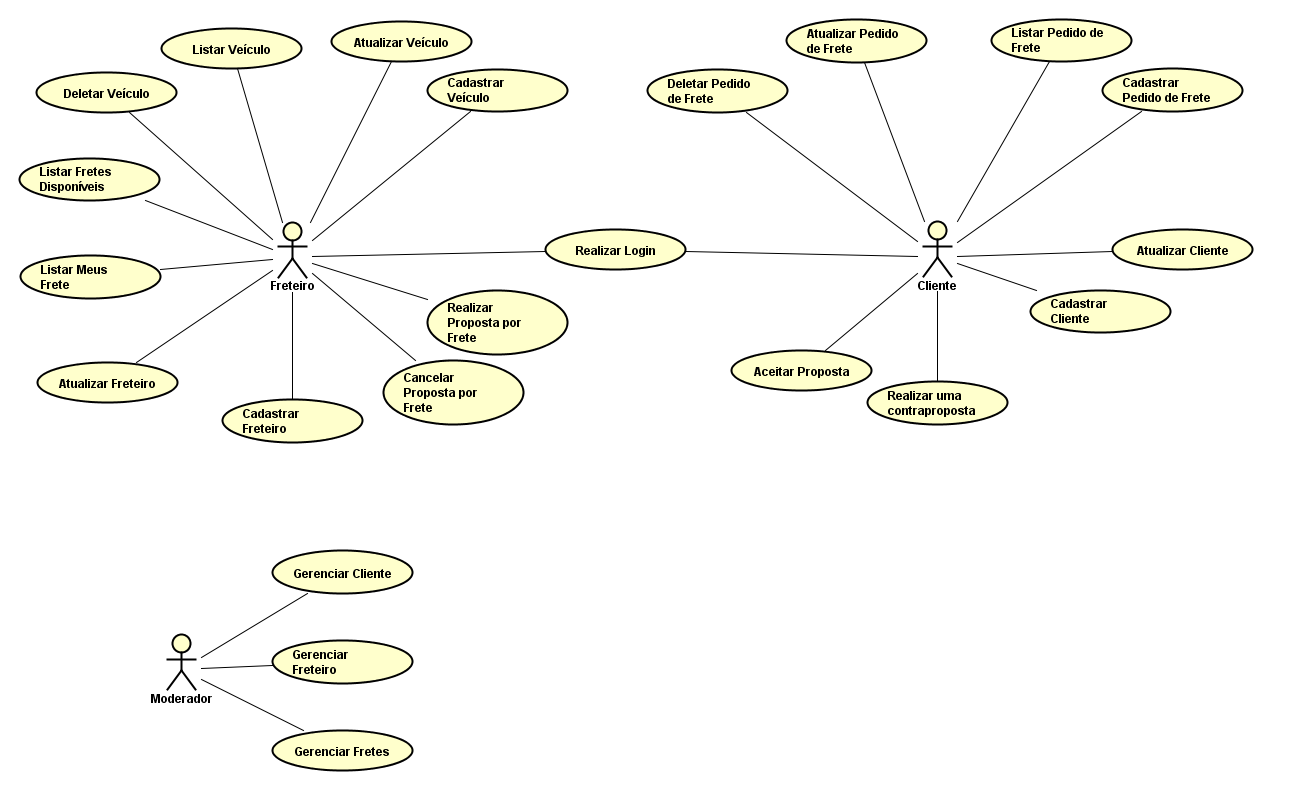 Listar Veículo
Atualizar Veículo
Deletar Veículo
Cadastrar
Veículo
Listar Fretes
Disponíveis
Listar Meus
Frete
Freteiro
Realizar
Proposta por
Frete
Atualizar Freteiro
Cancelar
Proposta por
Frete
Cadastrar
Freteiro
Realizar Login
Atualizar Pedido
de Frete
Listar Pedido de
Frete
Deletar Pedido
de Frete
Cadastrar
Pedido de Frete
Atualizar Cliente
Cliente
Cadastrar
Cliente
Aceitar Proposta
Realizar uma
contraproposta
Gerenciar Cliente
Gerenciar
Freteiro
Moderador
Gerenciar Fretes